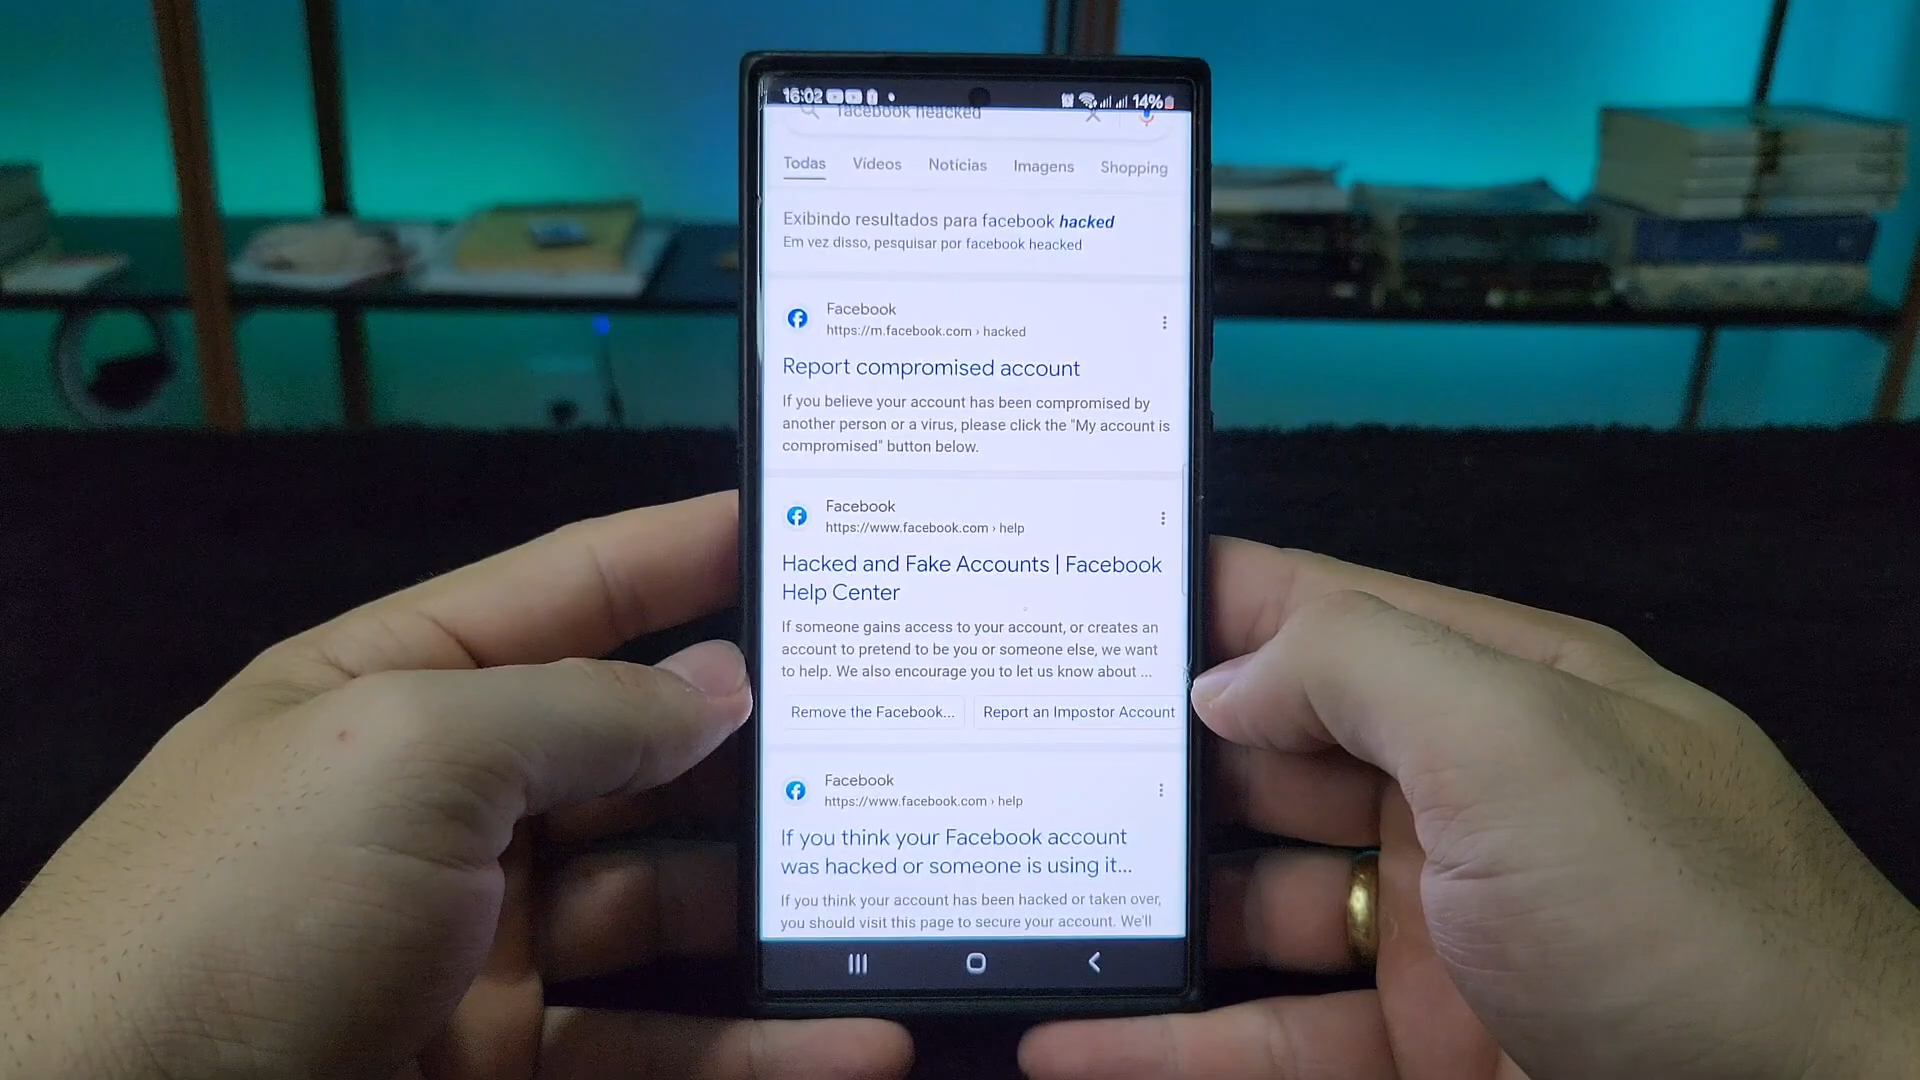 16:02 14%
facebook heacked
Todas Vídeos Notícias Imagens Shopping
Exibindo resultados para facebook hacked
Em vez disso, pesquisar por facebook heacked
Facebook
https://m.facebook.com › hacked
Report compromised account
If you believe your account has been compromised by
another person or a virus, please click the "My account is
compromised" button below.
Facebook
https://www.facebook.com › help
Hacked and Fake Accounts | Facebook
Help Center
If someone gains access to your account, or creates an
account to pretend to be you or someone else, we want
to help. We also encourage you to let us know about ...
Remove the Facebook... Report an Impostor Account
Facebook
https://www.facebook.com › help
If you think your Facebook account
was hacked or someone is using it...
If you think your account has been hacked or taken over,
you should visit this page to secure your account. We'll